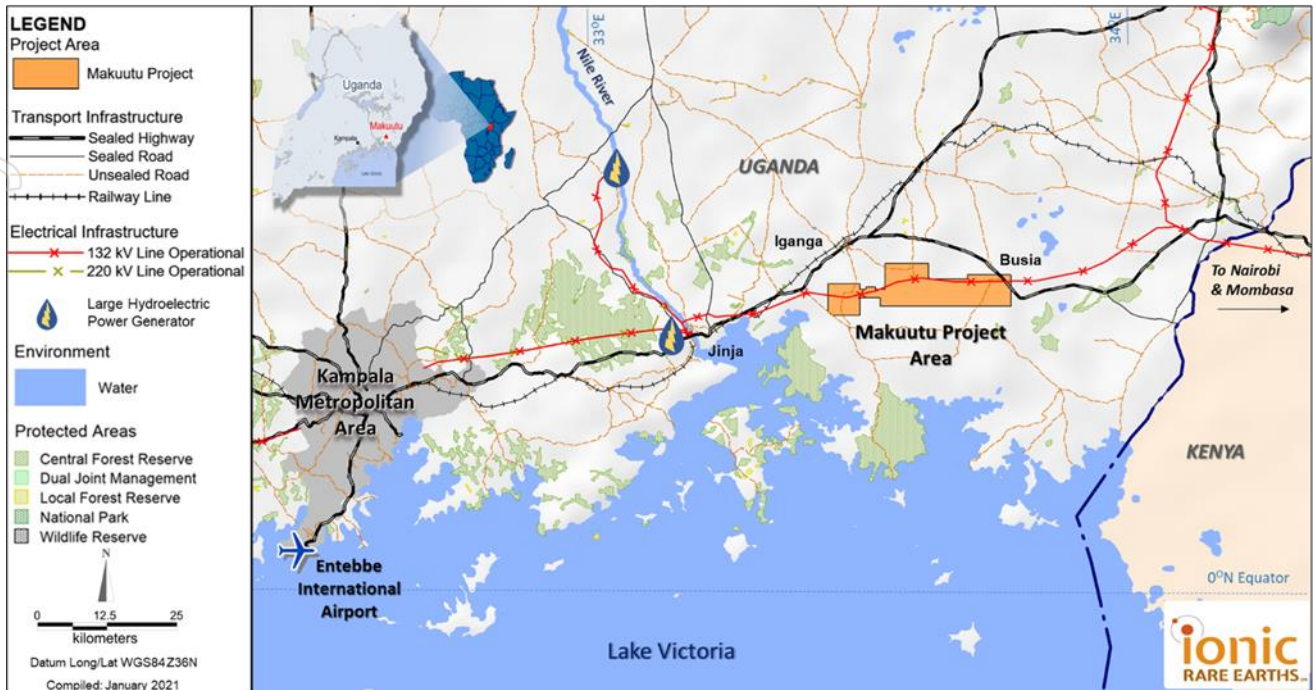 LEGEND
Project Area
Makuutu Project
Transport Infrastructure
Sealed Highway
Sealed Road
Unsealed Road
Railway Line
Electrical Infrastructure
132 kV Line Operational
220 kV Line Operational
Large Hydroelectric
Power Generator
Environment
Water
Protected Areas
Central Forest Reserve
Dual Joint Management
Local Forest Reserve
National Park
Wildlife Reserve
N
0 12.5 25
kilometers
Datum Long/Lat WGS84 Z36N
Compiled: January 2021
Uganda
Kampala
Makuutu
33°E
34°E
Nile River
UGANDA
Iganga
Busia
To Nairobi
& Mombasa
Makuutu Project
Area
Jinja
Kampala
Metropolitan
Area
KENYA
Entebbe
International
Airport
0°N Equator
Lake Victoria
ionic
RARE EARTHS